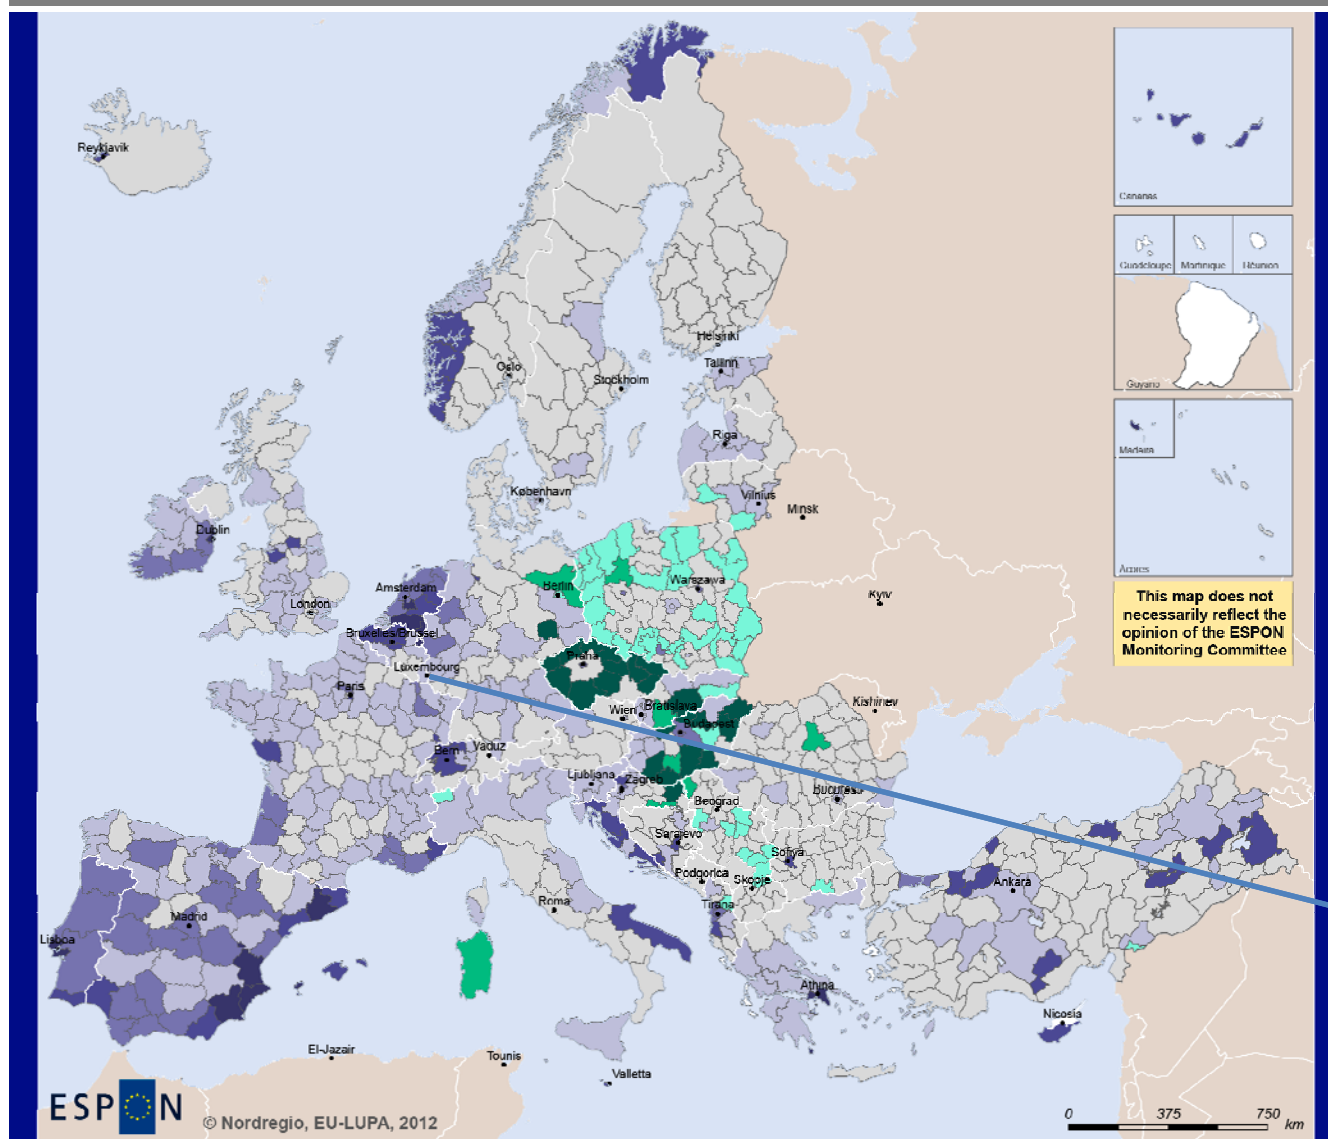 Canarias
Reykjavik
Guadeloupe
Martinique
Réunion
Helsinki
Tallinn
Oslo
Stockholm
Guyane
Riga
Madeira
København
Vilnius
Minsk
Dublin
Acores
Berlin
Warszawa
Amsterdam
London
Kyiv
This map does not
necessarily reflect the
opinion of the ESPON
Monitoring Committee
Bruxelles/Brussel
Praha
Luxembourg
Paris
Kishinev
Wien
Bratislava
Budapest
Bern
Vaduz
Ljubljana
Zagreb
Beograd
Bucuresti
Sarajevo
Sofiya
Podgorica
Skopje
Ankara
Roma
Tirana
Madrid
Lisboa
Athina
Nicosia
El-Jazair
Tounis
Valletta
ESPON
© Nordregio, EU-LUPA, 2012
0 375 750
km